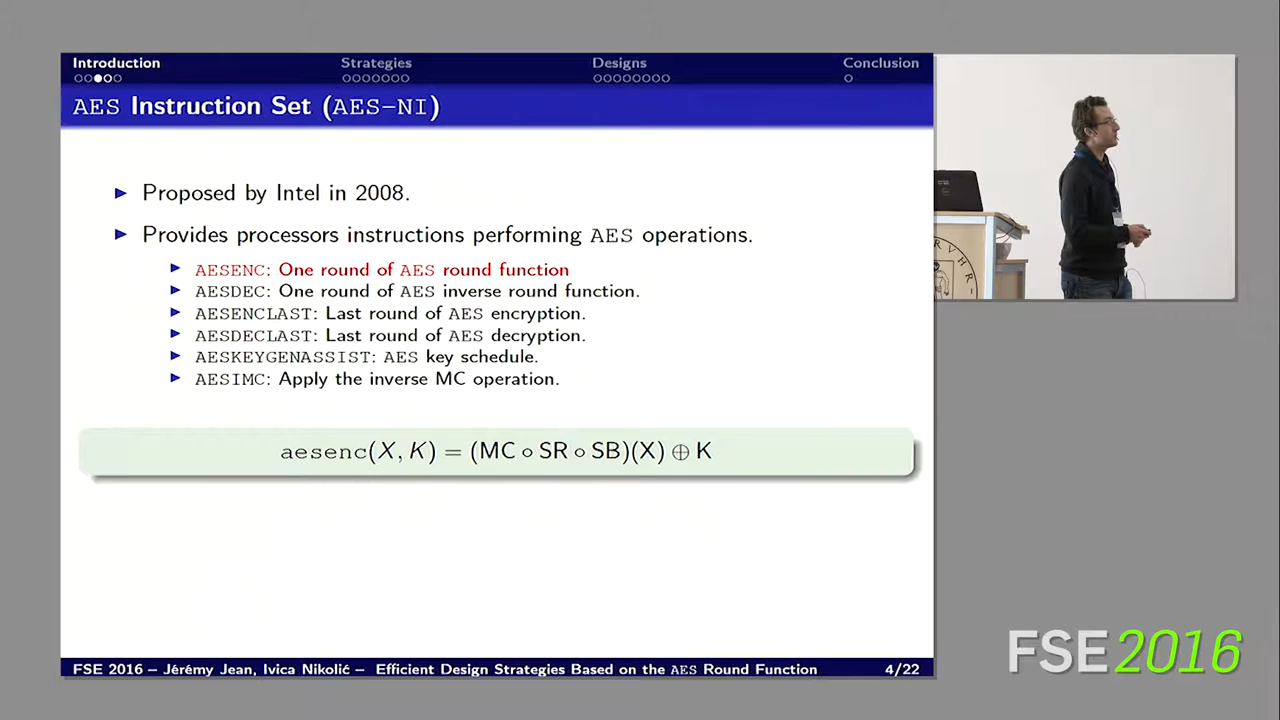 Introduction Strategies Designs Conclusion
AES Instruction Set (AES-NI)
► Proposed by Intel in 2008.
► Provides processors instructions performing AES operations.
► AESENC: One round of AES round function
► AESDEC: One round of AES inverse round function.
► AESENCLAST: Last round of AES encryption.
► AESDECLAST: Last round of AES decryption.
► AESKEYGENASSIST: AES key schedule.
► AESIMC: Apply the inverse MC operation.
aesenc(X, K) = (MC ∘ SR ∘ SB)(X) ⊕ K
FSE 2016 – Jérémy Jean, Ivica Nikolić – Efficient Design Strategies Based on the AES Round Function 4/22
FSE2016